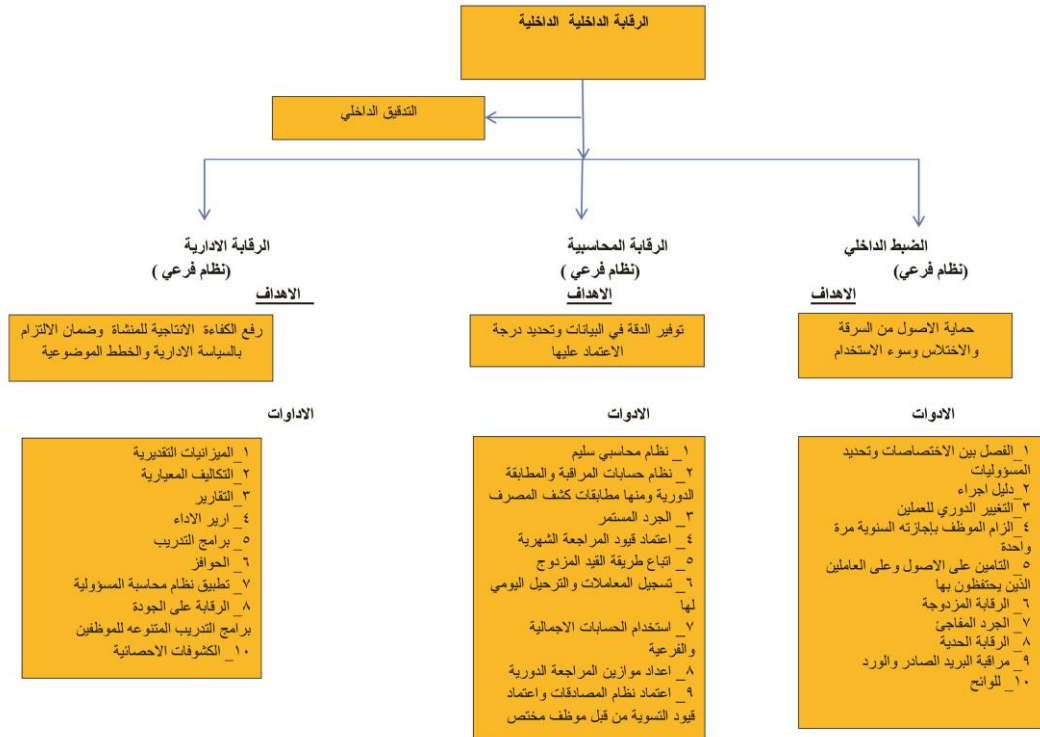 الرقابة الداخلية الداخلية
التدقيق الداخلي
الضبط الداخلي
(نظام فرعي)
الاهداف
حماية الاصول من السرقة
والاختلاس وسوء الاستخدام
الادوات
١_الفصل بين الاختصاصات وتحديد
المسؤوليات
٢_ دليل اجراء
٣_التغيير الدوري للعملين
٤_الزام الموظف بإجازته السنوية مرة
واحدة
٥_ التامين على الاصول وعلى العاملين
الذين يحتفظون بها
٦_ الرقابة المزدوجة
٧_ الجرد المفاجئ
٨_ الرقابة الحدية
٩_ مراقبة البريد الصادر والورد
١٠_ للوائح
الرقابة المحاسبية
(نظام فرعي )
الاهداف
توفير الدقة في البيانات وتحديد درجة
الاعتماد عليها
الادوات
١_ نظام محاسبي سليم
٢_ نظام حسابات المراقبة والمطابقة
الدورية ومنها مطابقات كشف المصرف
٣_ الجرد المستمر
٤_ اعتماد قيود المراجعة الشهرية
٥_ اتباع طريقة القيد المزدوج
٦_ تسجيل المعاملات والترحيل اليومي
لها
٧_ استخدام الحسابات الاجمالية
والفرعية
٨_ اعداد موازين المراجعة الدورية
٩_ اعتماد نظام المصادقات واعتماد
قيود التسوية من قبل موظف مختص
الرقابة الادارية
(نظام فرعي )
الاهداف
رفع الكفاءة الانتاجية للمنشاة وضمان الالتزام
بالسياسة الادارية والخطط الموضوعية
الاداوات
١_ الميزانيات التقديرية
٢_ التكاليف المعيارية
٣_ التقارير
٤_ ارير الاداء
٥_ برامج التدريب
٦_ الحوافز
٧_ تطبيق نظام محاسبة المسؤولية
٨_ الرقابة على الجودة
برامج التدريب المتنوعه للموظفين
١٠_ الكشوفات الاحصائية